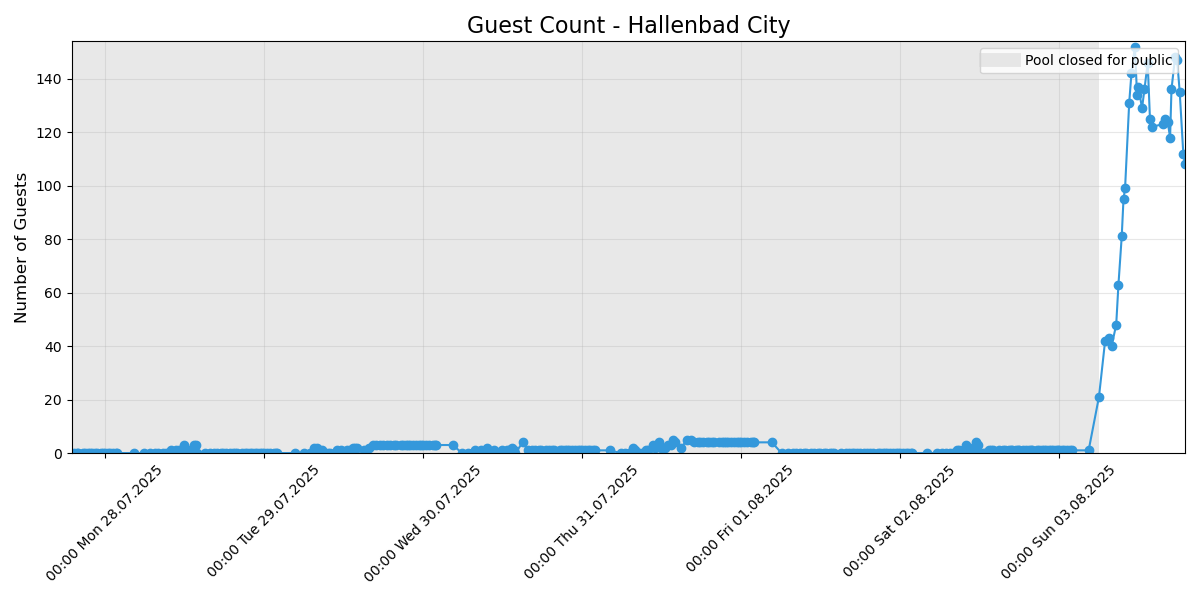 Guest Count - Hallenbad City
Pool closed for public
Number of Guests
140
120
100
80
60
40
20
0
00:00 Mon 28.07.2025
00:00 Tue 29.07.2025
00:00 Wed 30.07.2025
00:00 Thu 31.07.2025
00:00 Fri 01.08.2025
00:00 Sat 02.08.2025
00:00 Sun 03.08.2025